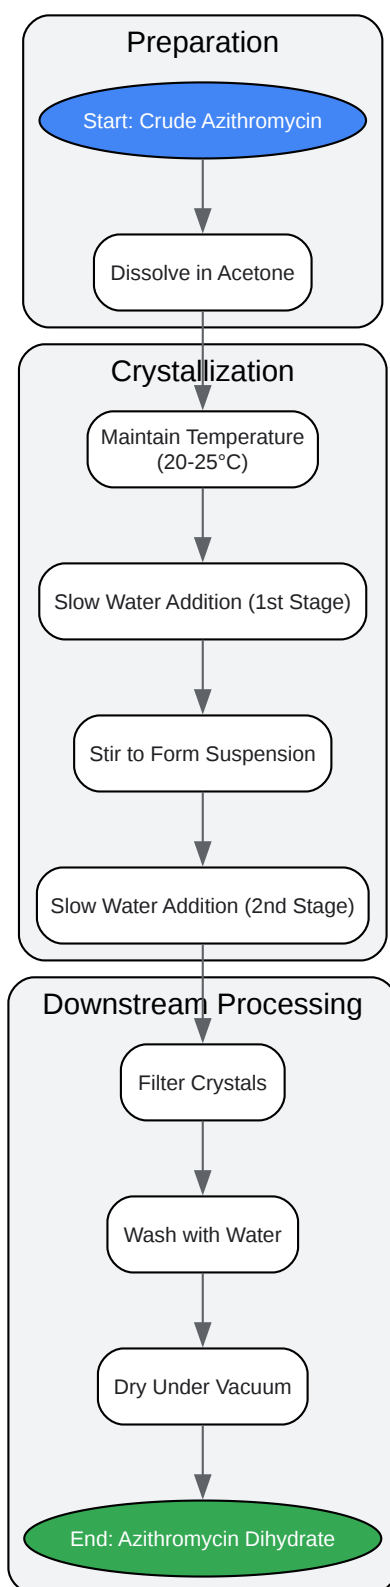 Preparation
Start: Crude Azithromycin
Dissolve in Acetone
Crystallization
Maintain Temperature
(20-25°C)
Slow Water Addition (1st Stage)
Stir to Form Suspension
Slow Water Addition (2nd Stage)
Downstream Processing
Filter Crystals
Wash with Water
Dry Under Vacuum
End: Azithromycin Dihydrate